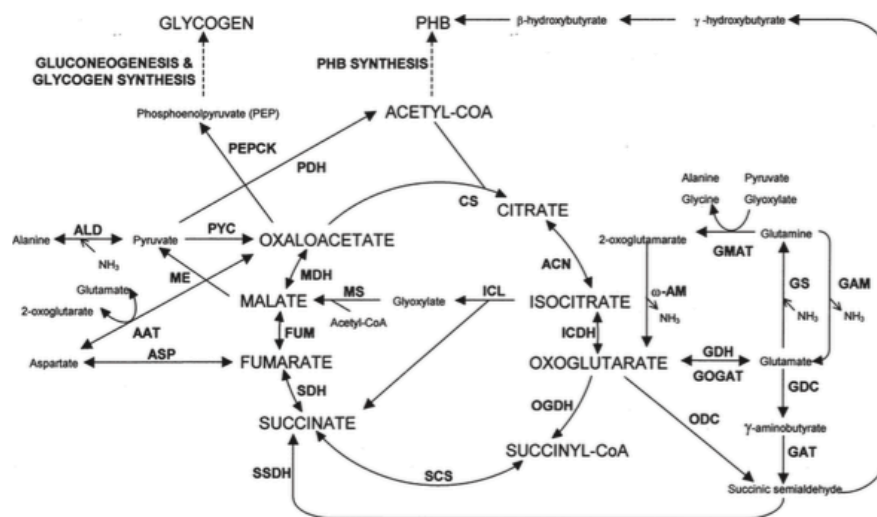 GLYCOGEN
PHB
β-hydroxybutyrate
γ-hydroxybutyrate
GLUCONEOGENESIS &
GLYCOGEN SYNTHESIS
PHB SYNTHESIS
Phosphoenolpyruvate (PEP)
ACETYL-COA
PEPCK
PDH
CS
CITRATE
Alanine
Pyruvate
Glycine
Glyoxylate
Alanine
ALD
NH₃
Pyruvate
PYC
OXALOACETATE
2-oxoglutamarate
GMAT
Glutamine
ACN
MDH
ME
Glutamate
2-oxoglutarate
AAT
MALATE
MS
Acetyl-CoA
Glyoxylate
ICL
ISOCITRATE
ω-AM
NH₃
GS
NH₃
GAM
NH₃
FUM
ICDH
Aspartate
ASP
FUMARATE
OXOGLUTARATE
GDH
GOGAT
Glutamate
SDH
GDC
OGDH
ODC
SUCCINATE
γ-aminobutyrate
SUCCINYL-CoA
GAT
SSDH
SCS
Succinic semialdehyde